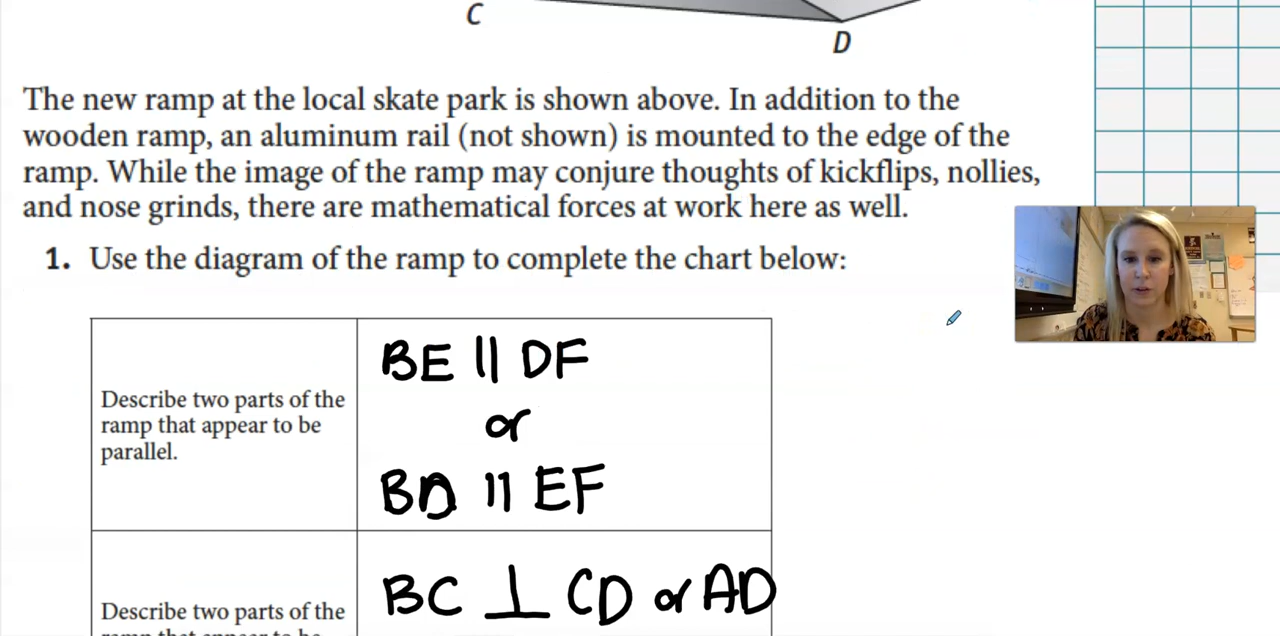 C
D
The new ramp at the local skate park is shown above. In addition to the
wooden ramp, an aluminum rail (not shown) is mounted to the edge of the
ramp. While the image of the ramp may conjure thoughts of kickflips, nollies,
and nose grinds, there are mathematical forces at work here as well.
1. Use the diagram of the ramp to complete the chart below:
Describe two parts of the
ramp that appear to be
parallel.
BE || DF
or
BD || EF
Describe two parts of the
BC ⊥ CD or AD